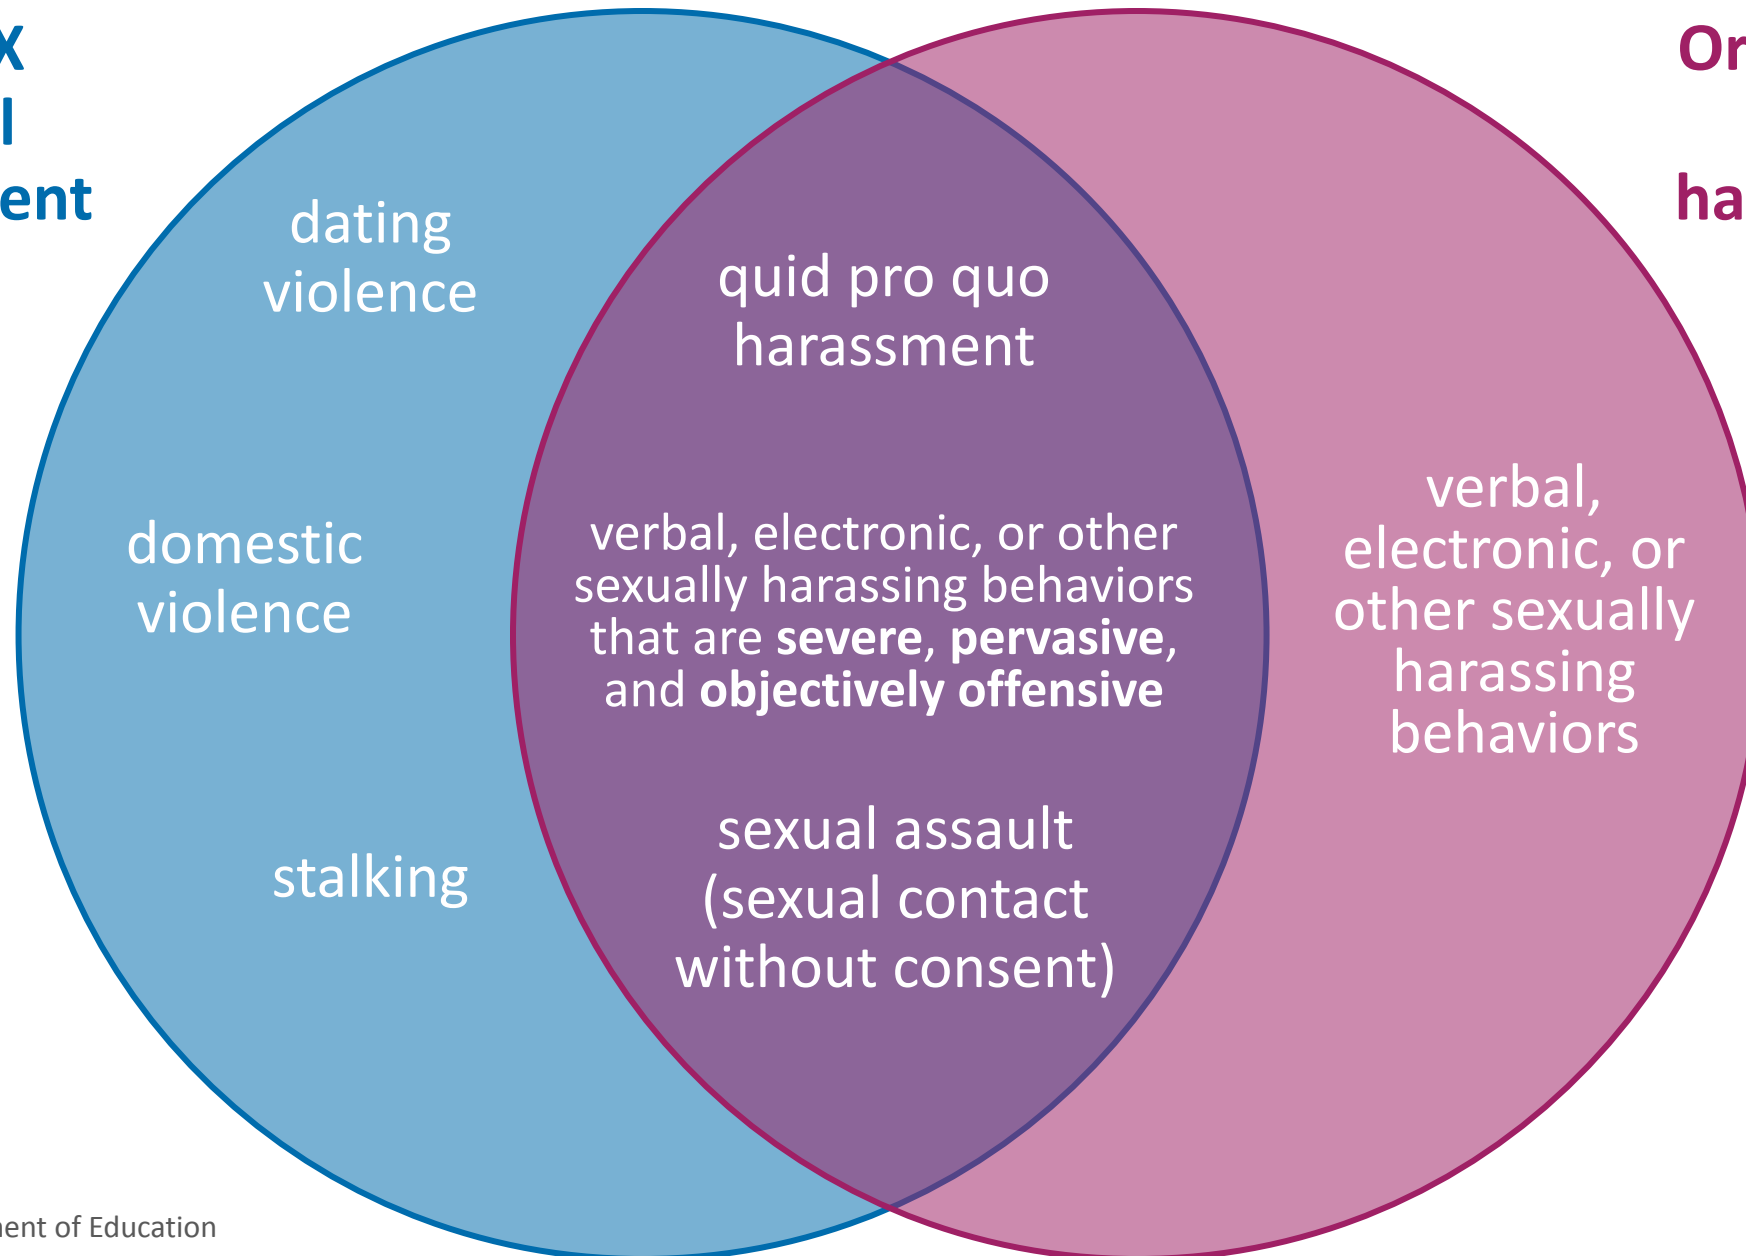 X
l
ent
Or
ha
dating
violence
domestic
violence
stalking
quid pro quo
harassment
verbal, electronic, or other
sexually harassing behaviors
that are severe, pervasive,
and objectively offensive
sexual assault
(sexual contact
without consent)
verbal,
electronic, or
other sexually
harassing
behaviors
ent of Education